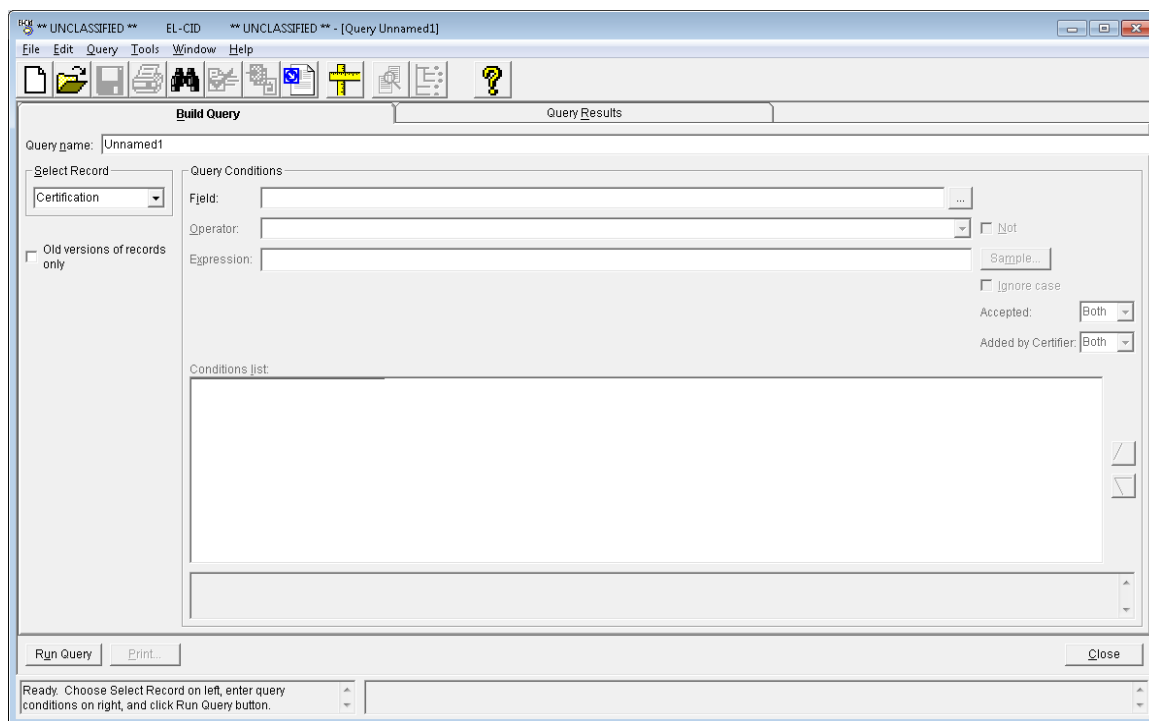 ** UNCLASSIFIED ** EL-CID ** UNCLASSIFIED ** - [Query Unnamed1]
File Edit Query Tools Window Help
Build Query Query Results
Query name: Unnamed1
Select Record
Certification
Old versions of records
only
Query Conditions
Field: ...
Operator: Not
Expression: Sample...
Ignore case
Accepted: Both
Added by Certifier: Both
Conditions list:
Run Query Print... Close
Ready. Choose Select Record on left, enter query
conditions on right, and click Run Query button.